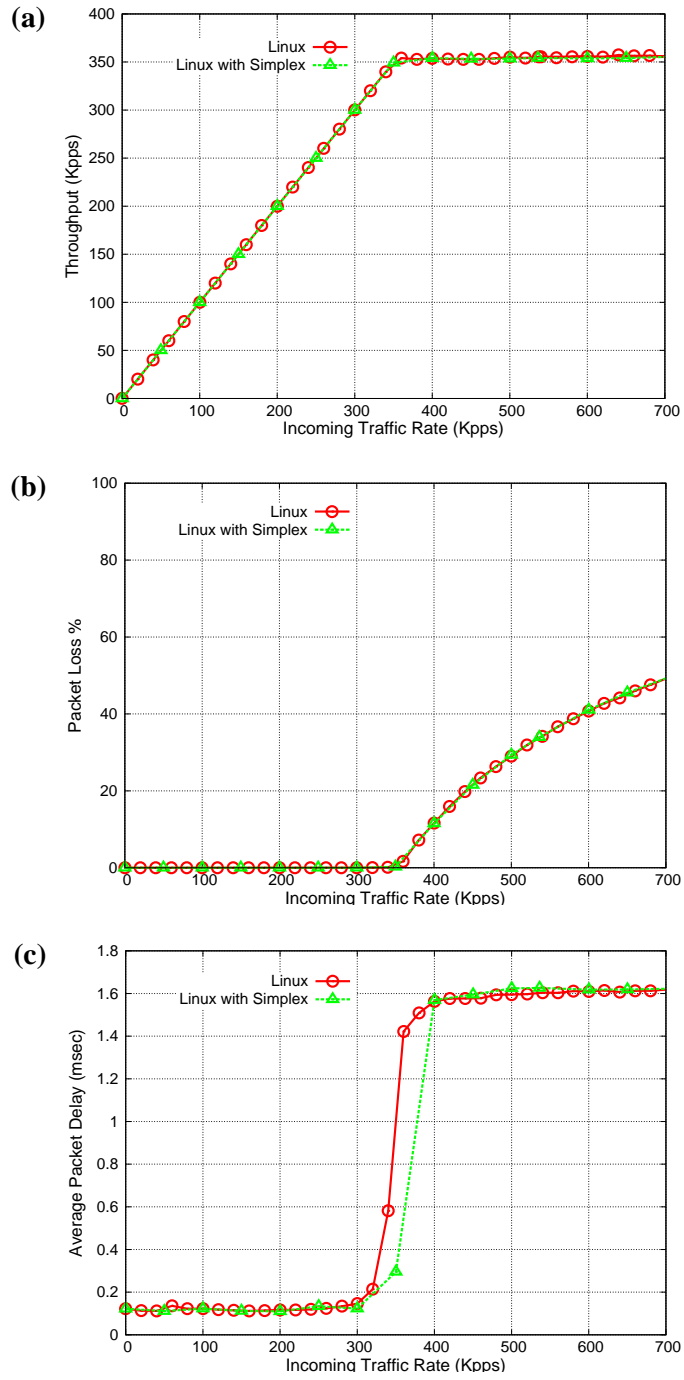 (a)
Throughput (Kpps)
400
350
300
250
200
150
100
50
0
Linux
Linux with Simplex
0 100 200 300 400 500 600 700
Incoming Traffic Rate (Kpps)
(b)
Packet Loss %
100
80
60
40
20
0
Linux
Linux with Simplex
0 100 200 300 400 500 600 700
Incoming Traffic Rate (Kpps)
(c)
Average Packet Delay (msec)
1.8
1.6
1.4
1.2
1
0.8
0.6
0.4
0.2
0
Linux
Linux with Simplex
0 100 200 300 400 500 600 700
Incoming Traffic Rate (Kpps)